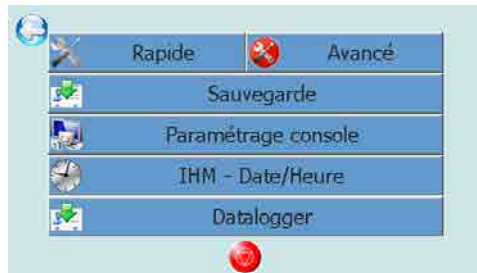 Rapide Avancé
Sauvegarde
Paramétrage console
IHM - Date/Heure
Datalogger